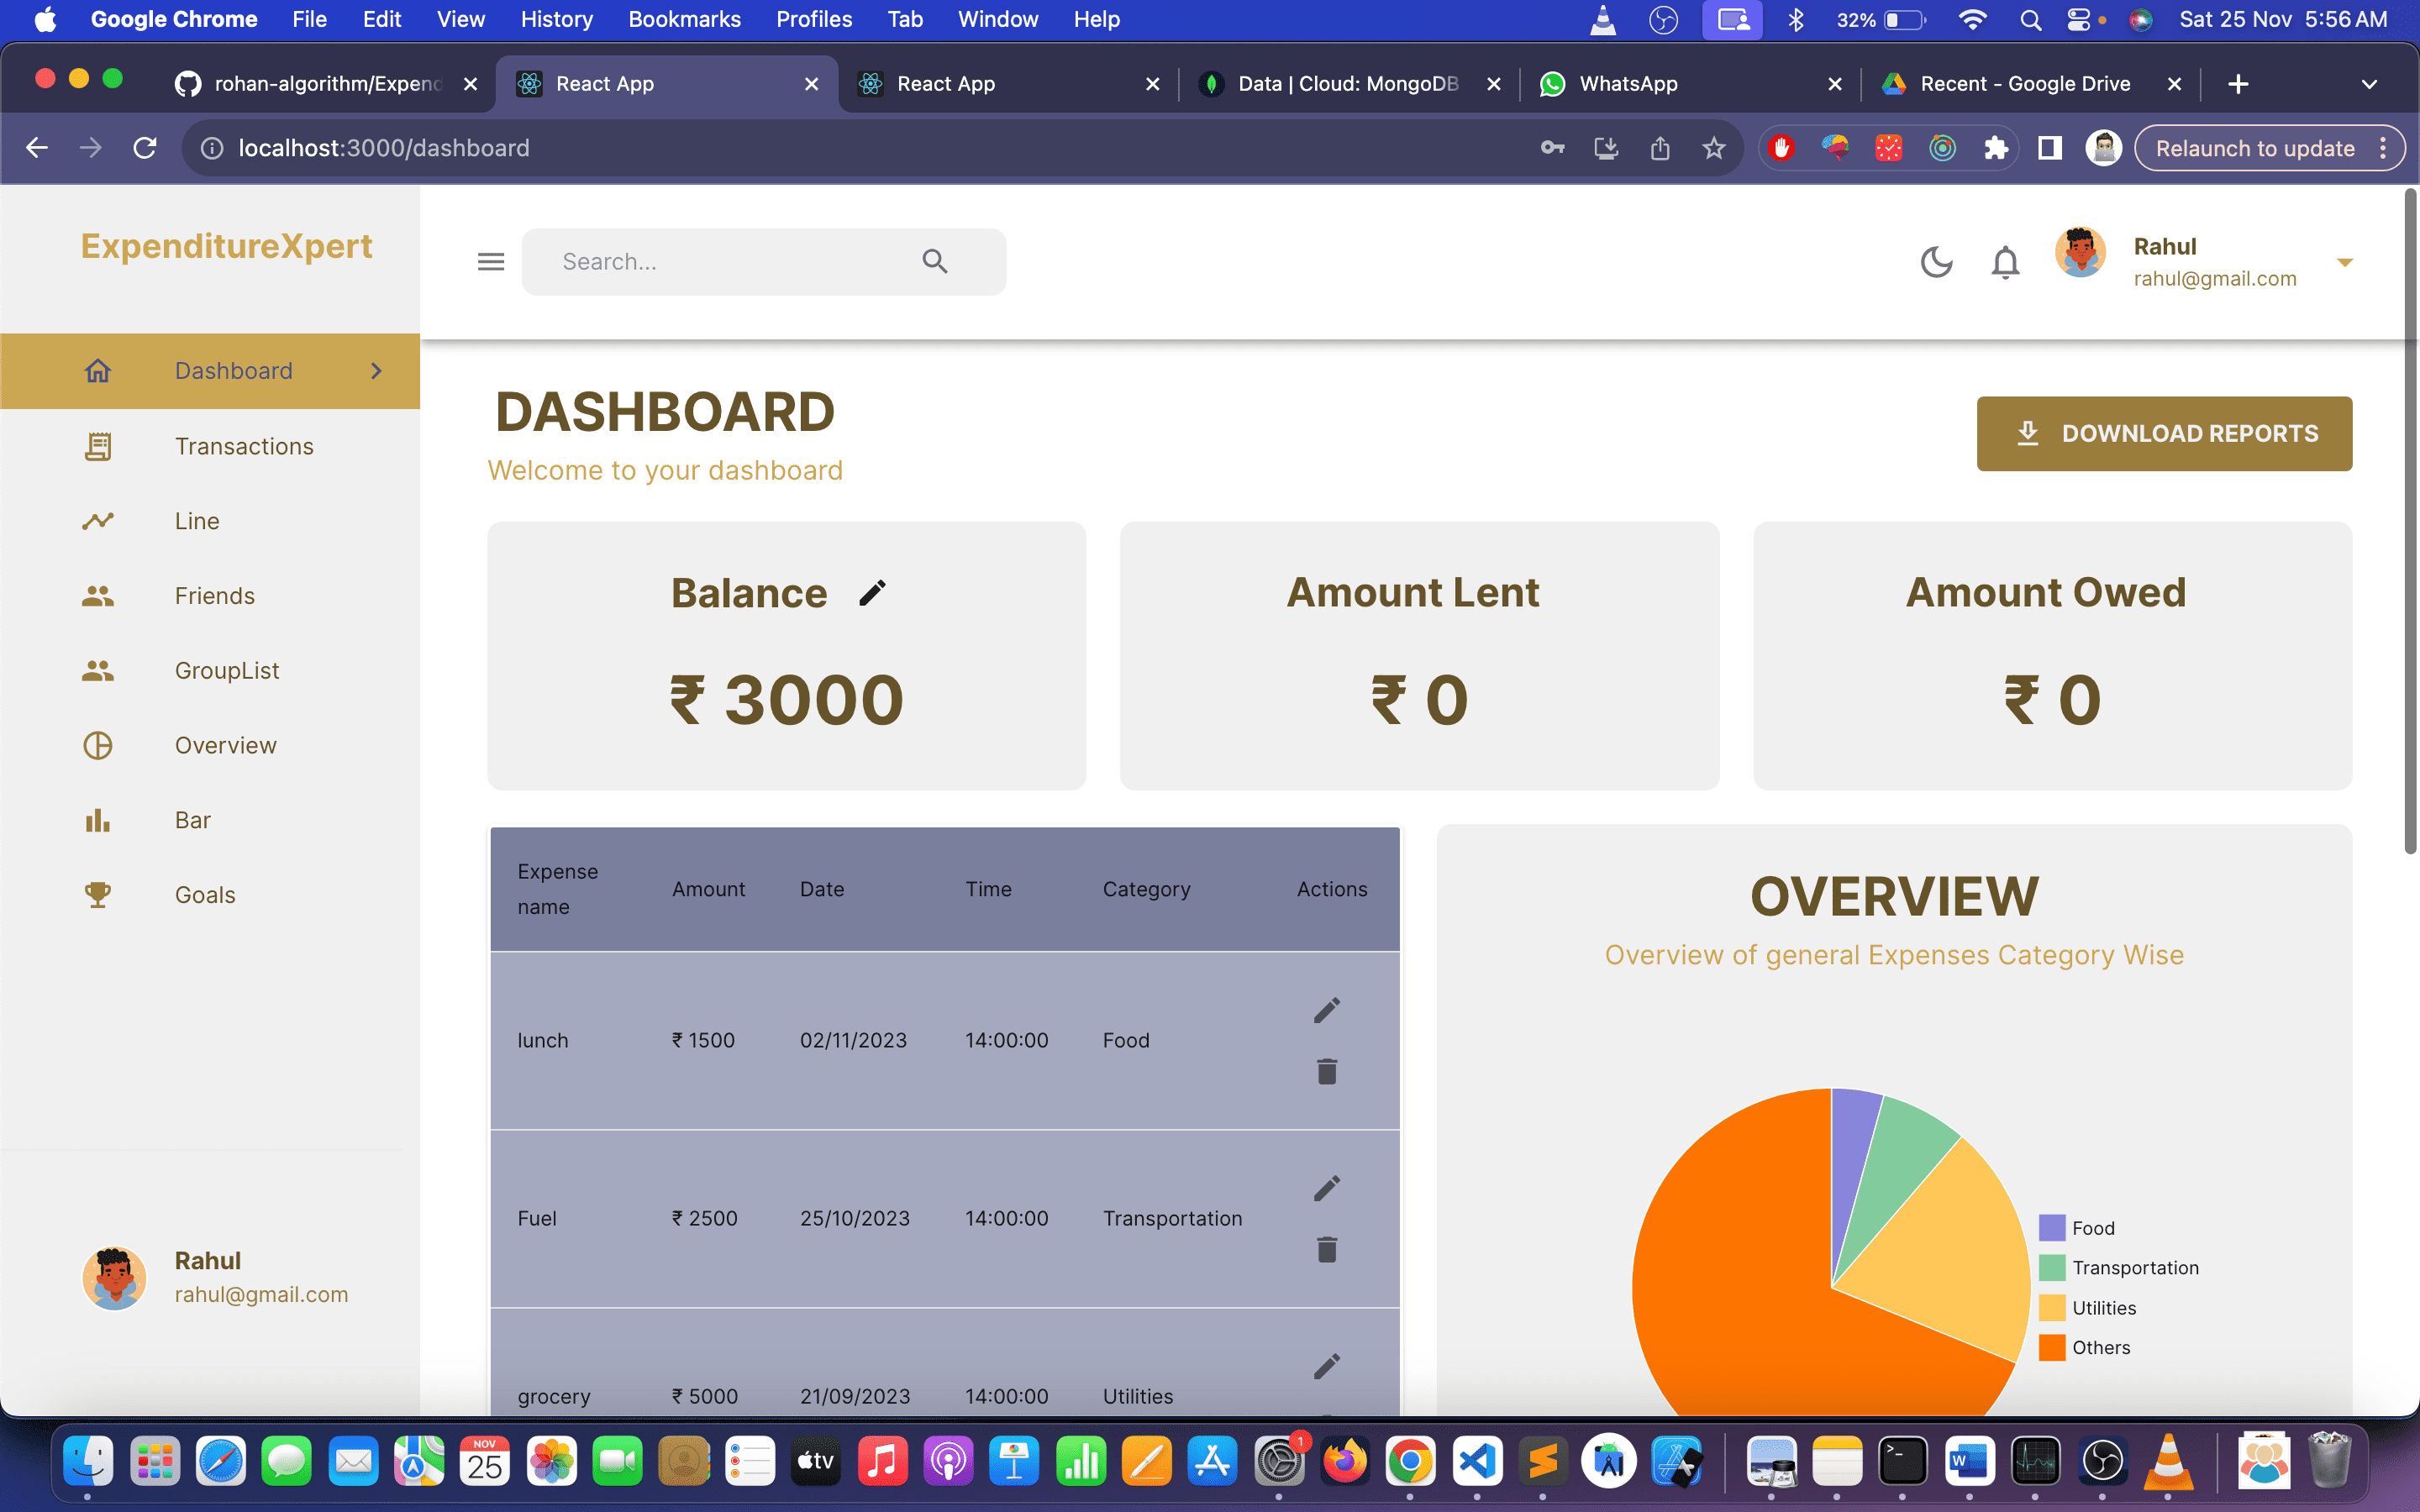 Google Chrome File Edit View History Bookmarks Profiles Tab Window Help 32% Sat 25 Nov 5:56 AM
rohan-algorithm/Expend React App React App Data | Cloud: MongoDB WhatsApp Recent - Google Drive
localhost:3000/dashboard Relaunch to update
ExpenditureXpert
Search...
Rahul
rahul@gmail.com
Dashboard
Transactions
Line
Friends
GroupList
Overview
Bar
Goals
Rahul
rahul@gmail.com
DASHBOARD
Welcome to your dashboard
DOWNLOAD REPORTS
Balance
₹ 3000
Amount Lent
₹ 0
Amount Owed
₹ 0
Expense name Amount Date Time Category Actions
lunch ₹ 1500 02/11/2023 14:00:00 Food
Fuel ₹ 2500 25/10/2023 14:00:00 Transportation
grocery ₹ 5000 21/09/2023 14:00:00 Utilities
OVERVIEW
Overview of general Expenses Category Wise
Food
Transportation
Utilities
Others
NOV
25
tv
1
W